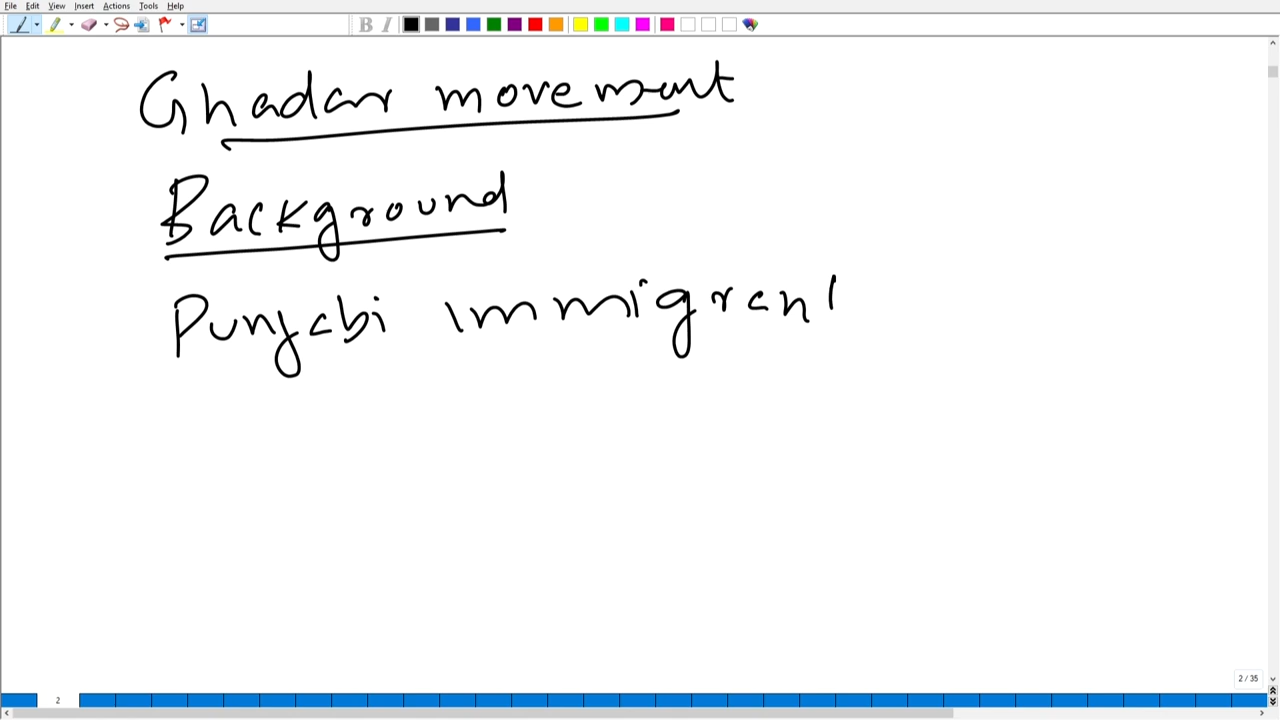 File Edit View Insert Actions Tools Help
B I
Ghadar movement
Background
Punjabi immigrant
2 / 35
2